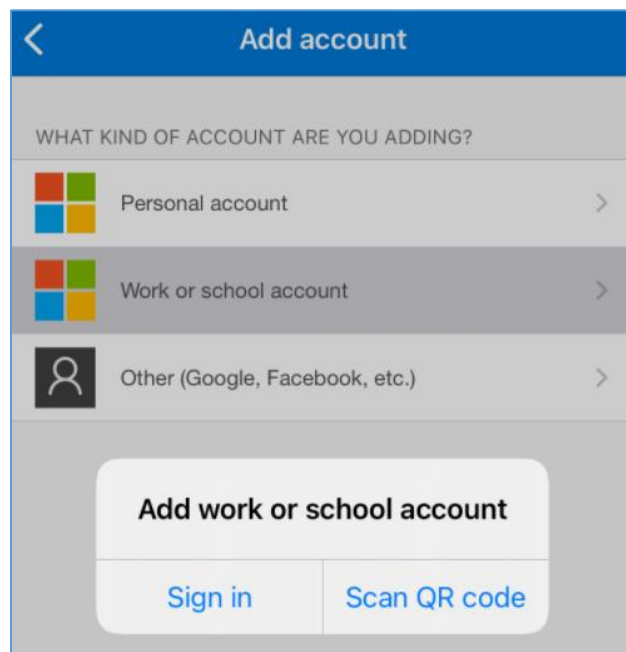 Add account
WHAT KIND OF ACCOUNT ARE YOU ADDING?
Personal account
Work or school account
Other (Google, Facebook, etc.)
Add work or school account
Sign in
Scan QR code